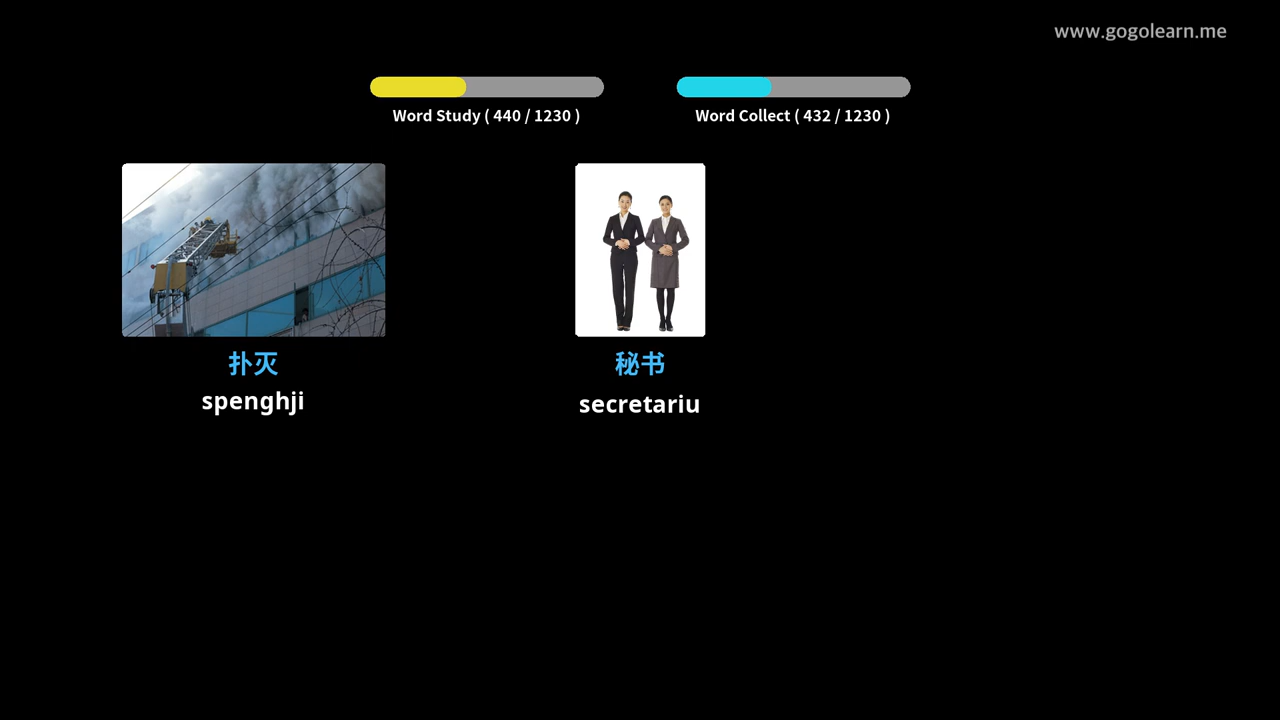 www.gogolearn.me
Word Study ( 440 / 1230 )
Word Collect ( 432 / 1230 )
扑灭
spenghji
秘书
secretariu